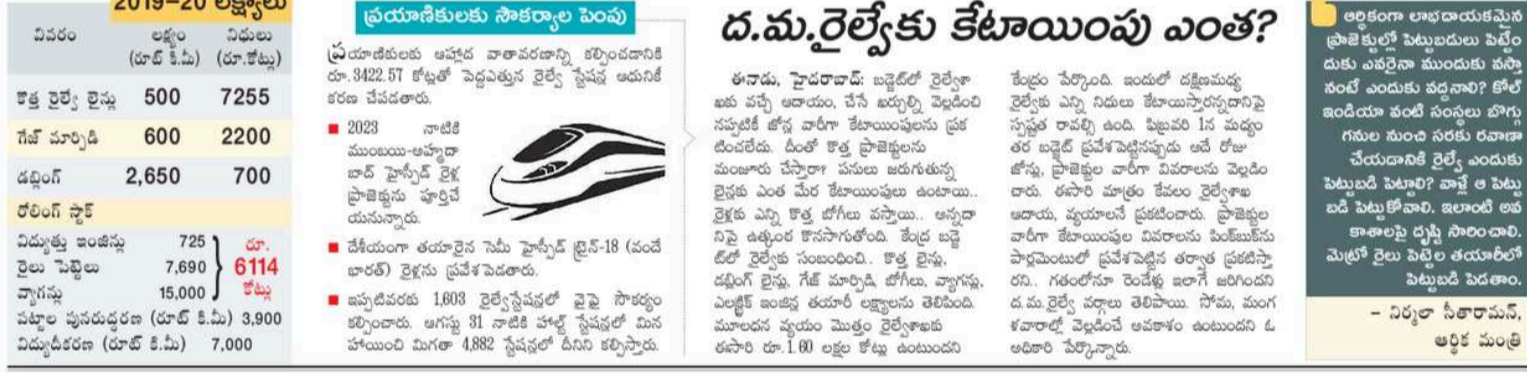 2019-20 లక్ష్యాలు
వివరం లక్ష్యం నిధులు
(రూట్ కి.మీ) (రూ.కోట్లు)
కొత్త రైల్వే లైన్లు 500 7255
గేజ్ మార్పిడి 600 2200
డబ్లింగ్ 2,650 700
రోలింగ్ స్టాక్
విద్యుత్తు ఇంజిన్లు 725 రూ.
రైలు పెట్టెలు 7,690 6114
వ్యాగన్లు 15,000 కోట్లు
పట్టాల పునరుద్ధరణ (రూట్ కి.మీ) 3,900
విద్యుదీకరణ (రూట్ కి.మీ) 7,000
ప్రయాణికులకు సౌకర్యాల పెంపు
ప్రయాణికులకు ఆహ్లాద వాతావరణాన్ని కల్పించడానికి
రూ.3422.57 కోట్లతో పెద్దఎత్తున రైల్వే స్టేషన్ల ఆధునికీ
కరణ చేపడతారు.
■ 2023 నాటికి
ముంబయి-అహ్మదా
బాద్ హైస్పీడ్ రైళ్ల
ప్రాజెక్టును పూర్తిచే
యనున్నారు.
■ దేశీయంగా తయారైన సెమీ హైస్పీడ్ ట్రైన్-18 (వందే
భారత్) రైళ్లను ప్రవేశపెడతారు.
■ ఇప్పటివరకు 1,603 రైల్వేస్టేషన్లలో వైఫై సౌకర్యం
కల్పించారు. ఆగస్టు 31 నాటికి హాల్ట్ స్టేషన్లలో మిన
హాయించి మిగతా 4,882 స్టేషన్లలో దీనిని కల్పిస్తారు.
ద.మ.రైల్వేకు కేటాయింపు ఎంత?
ఈనాడు, హైదరాబాద్: బడ్జెట్‌లో రైల్వేశా
ఖకు వచ్చే ఆదాయం, చేసే ఖర్చుల్ని వెల్లడించి
నప్పటికీ జోన్ల వారీగా కేటాయింపులను ప్రక
టించలేదు. దీంతో కొత్త ప్రాజెక్టులను
మంజూరు చేస్తారా? పనులు జరుగుతున్న
లైన్లకు ఎంత మేర కేటాయింపులు ఉంటాయి..
రైళ్లకు ఎన్ని కొత్త బోగీలు వస్తాయి.. అన్నదా
నిపై ఉత్కంఠ కొనసాగుతోంది. కేంద్ర బడ్జె
ట్‌లో రైల్వేకు సంబంధించి.. కొత్త లైన్లు,
డబ్లింగ్ లైన్లు, గేజ్ మార్పిడి, బోగీలు, వ్యాగన్లు,
ఎలక్ట్రిక్ ఇంజిన్ల తయారీ లక్ష్యాలను తెలిపింది.
మూలధన వ్యయం మొత్తం రైల్వేశాఖకు
ఈసారి రూ.1.60 లక్షల కోట్లు ఉంటుందని
కేంద్రం పేర్కొంది. ఇందులో దక్షిణమధ్య
రైల్వేకు ఎన్ని నిధులు కేటాయిస్తారన్నదానిపై
స్పష్టత రావల్సి ఉంది. ఫిబ్రవరి 1న మధ్యం
తర బడ్జెట్ ప్రవేశపెట్టినప్పుడు అదే రోజు
జోన్లు, ప్రాజెక్టుల వారీగా వివరాలను వెల్లడిం
చారు. ఈసారి మాత్రం కేవలం రైల్వేశాఖ
ఆదాయ, వ్యయాలనే ప్రకటించారు. ప్రాజెక్టుల
వారీగా కేటాయింపుల వివరాలను పింక్‌బుక్‌ను
పార్లమెంటులో ప్రవేశపెట్టిన తర్వాత ప్రకటిస్తా
రని.. గతంలోనూ రెండేళ్లు ఇలాగే జరిగిందని
ద.మ.రైల్వే వర్గాలు తెలిపాయి. సోమ, మంగ
ళవారాల్లో వెల్లడించే అవకాశం ఉంటుందని ఓ
అధికారి పేర్కొన్నారు.
ఆర్థికంగా లాభదాయకమైన
ప్రాజెక్టుల్లో పెట్టుబడులు పెట్టేం
దుకు ఎవరైనా ముందుకు వస్తా
నంటే ఎందుకు వద్దనాలి? కోల్
ఇండియా వంటి సంస్థలు బొగ్గు
గనుల నుంచి సరకు రవాణా
చేయడానికి రైల్వే ఎందుకు
పెట్టుబడి పెట్టాలి? వాళ్లే ఆ పెట్టు
బడి పెట్టుకోవాలి. ఇలాంటి అవ
కాశాలపై దృష్టి సారించాలి.
మెట్రో రైలు పెట్టెల తయారీలో
పెట్టుబడి పెడతాం.
- నిర్మలా సీతారామన్,
ఆర్థిక మంత్రి